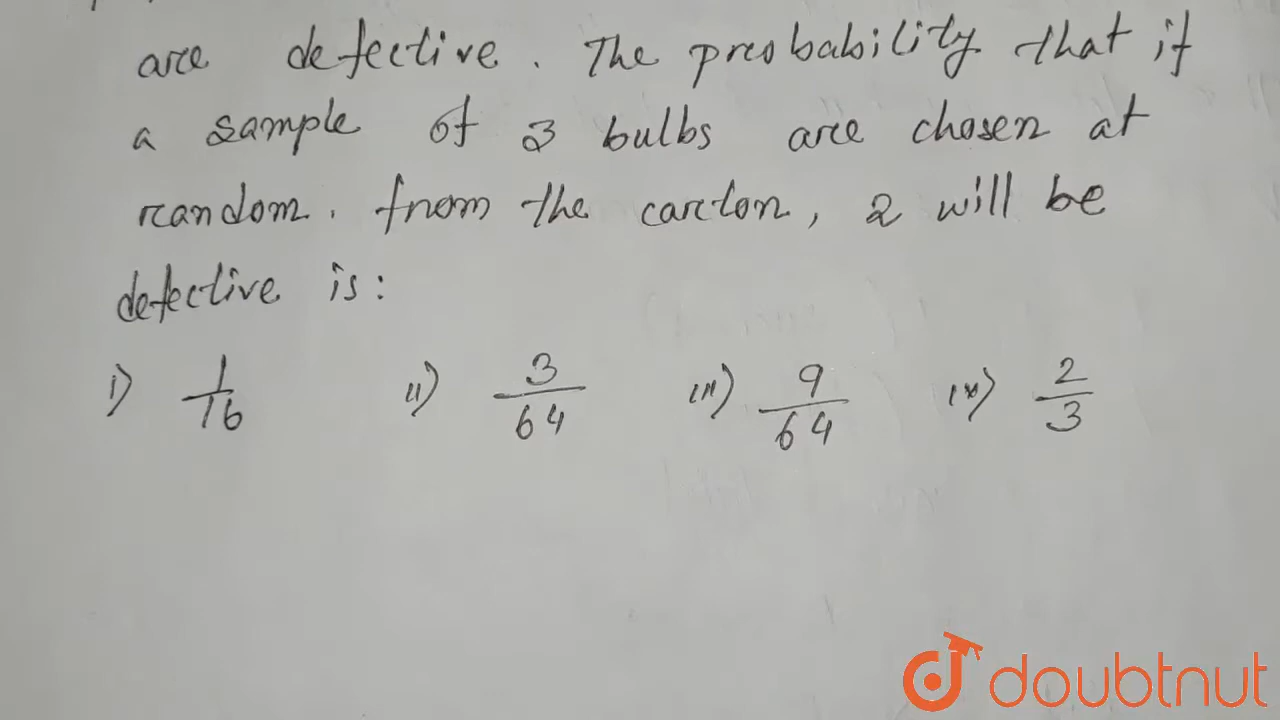 are defective. The probability that if
a sample of 3 bulbs are chosen at
random. from the carton, 2 will be
defective is:
i) 1/16 ii) 3/64 iii) 9/64 iv) 2/3
doubtnut